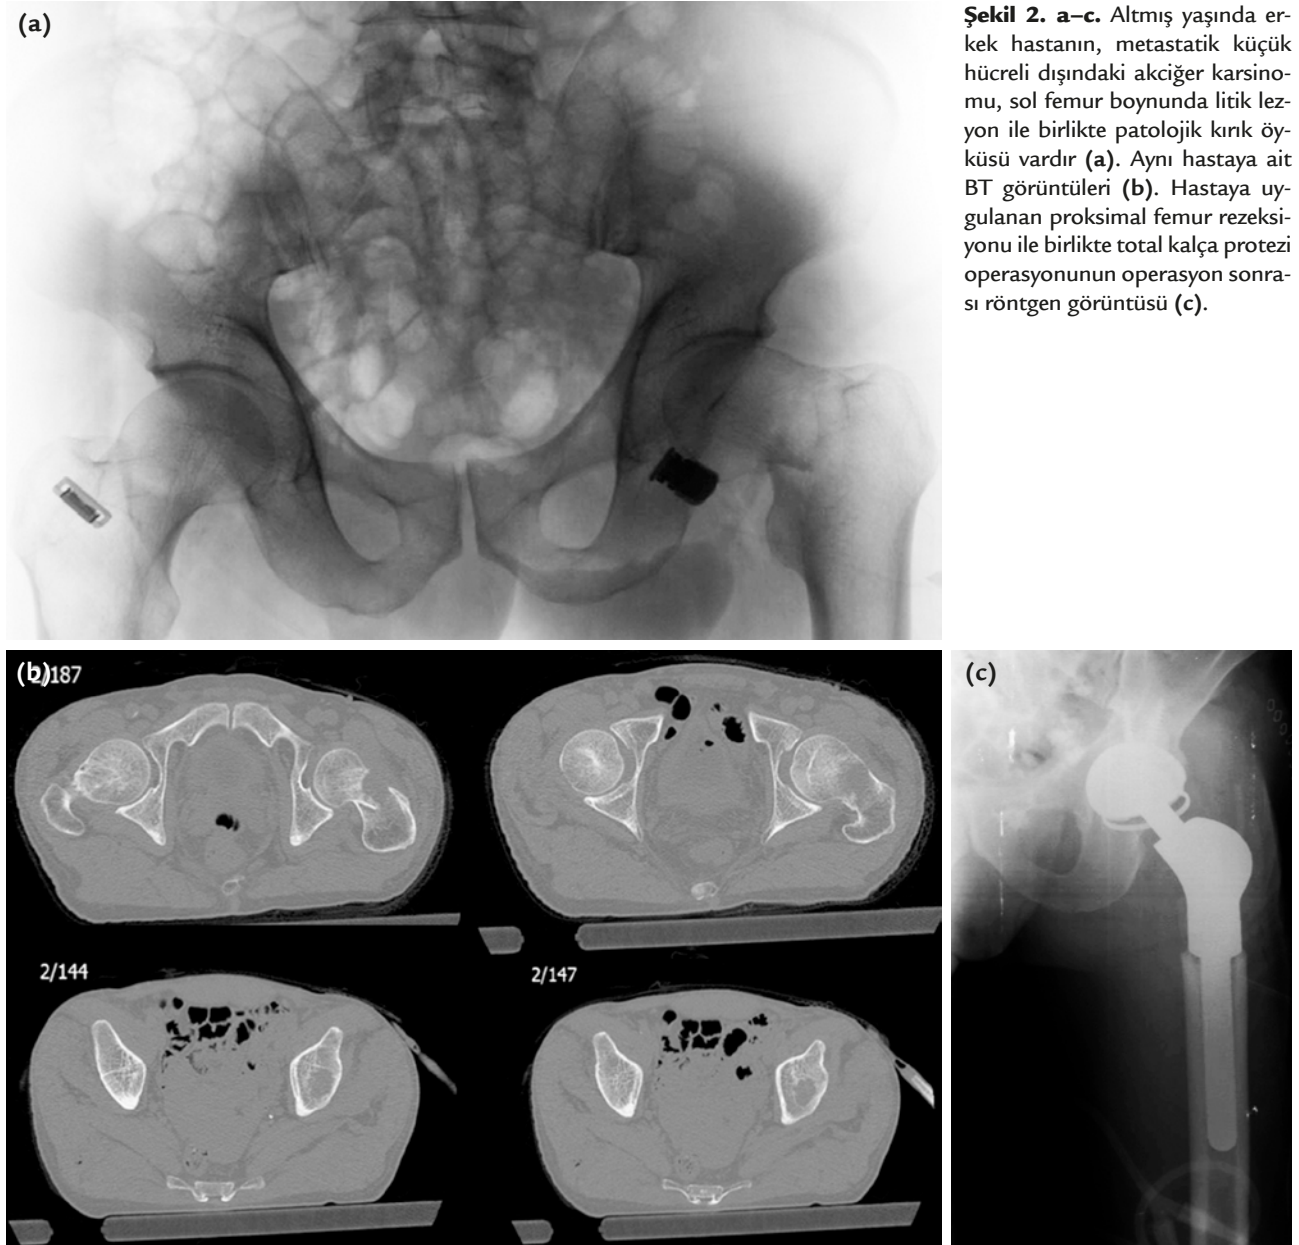 (a)
Şekil 2. a–c. Altmış yaşında er-
kek hastanın, metastatik küçük
hücreli dışındaki akciğer karsino-
mu, sol femur boynunda litik lez-
yon ile birlikte patolojik kırık öy-
küsü vardır (a). Aynı hastaya ait
BT görüntüleri (b). Hastaya uy-
gulanan proksimal femur rezeksi-
yonu ile birlikte total kalça protezi
operasyonunun operasyon sonra-
sı röntgen görüntüsü (c).
(b)
2/187
2/144
2/147
(c)